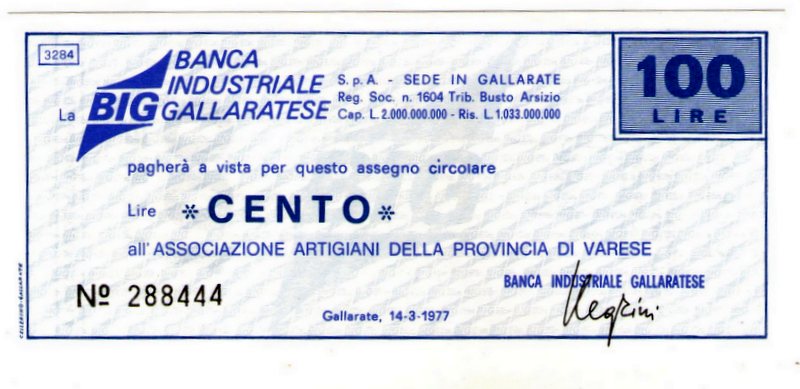 3284
BANCA
INDUSTRIALE
La BIG GALLARATESE
S.p.A. - SEDE IN GALLARATE
Reg. Soc. n. 1604 Trib. Busto Arsizio
Cap. L. 2.000.000.000 - Ris. L. 1.033.000.000
100
LIRE
pagherà a vista per questo assegno circolare
Lire * CENTO *
all'ASSOCIAZIONE ARTIGIANI DELLA PROVINCIA DI VARESE
BANCA INDUSTRIALE GALLARATESE
Nº 288444
Negrini
Gallarate, 14-3-1977